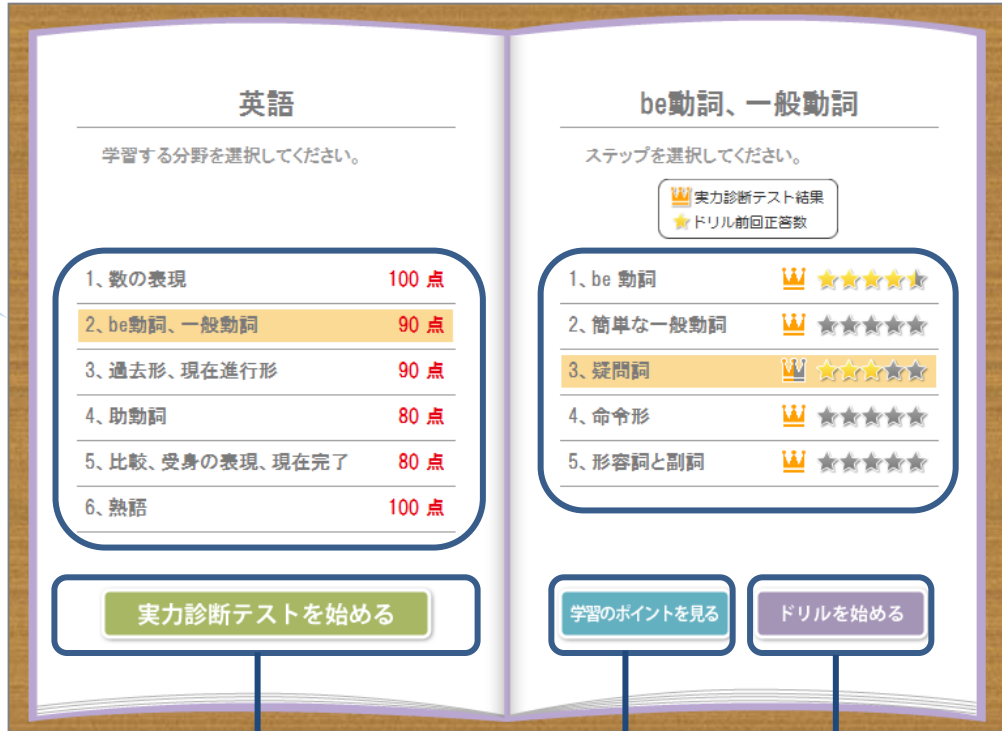 英語
学習する分野を選択してください。
1、数の表現 100 点
2、be動詞、一般動詞 90 点
3、過去形、現在進行形 90 点
4、助動詞 80 点
5、比較、受身の表現、現在完了 80 点
6、熟語 100 点
実力診断テストを始める
be動詞、一般動詞
ステップを選択してください。
実力診断テスト結果
ドリル前回正答数
1、be 動詞
2、簡単な一般動詞
3、疑問詞
4、命令形
5、形容詞と副詞
学習のポイントを見る
ドリルを始める